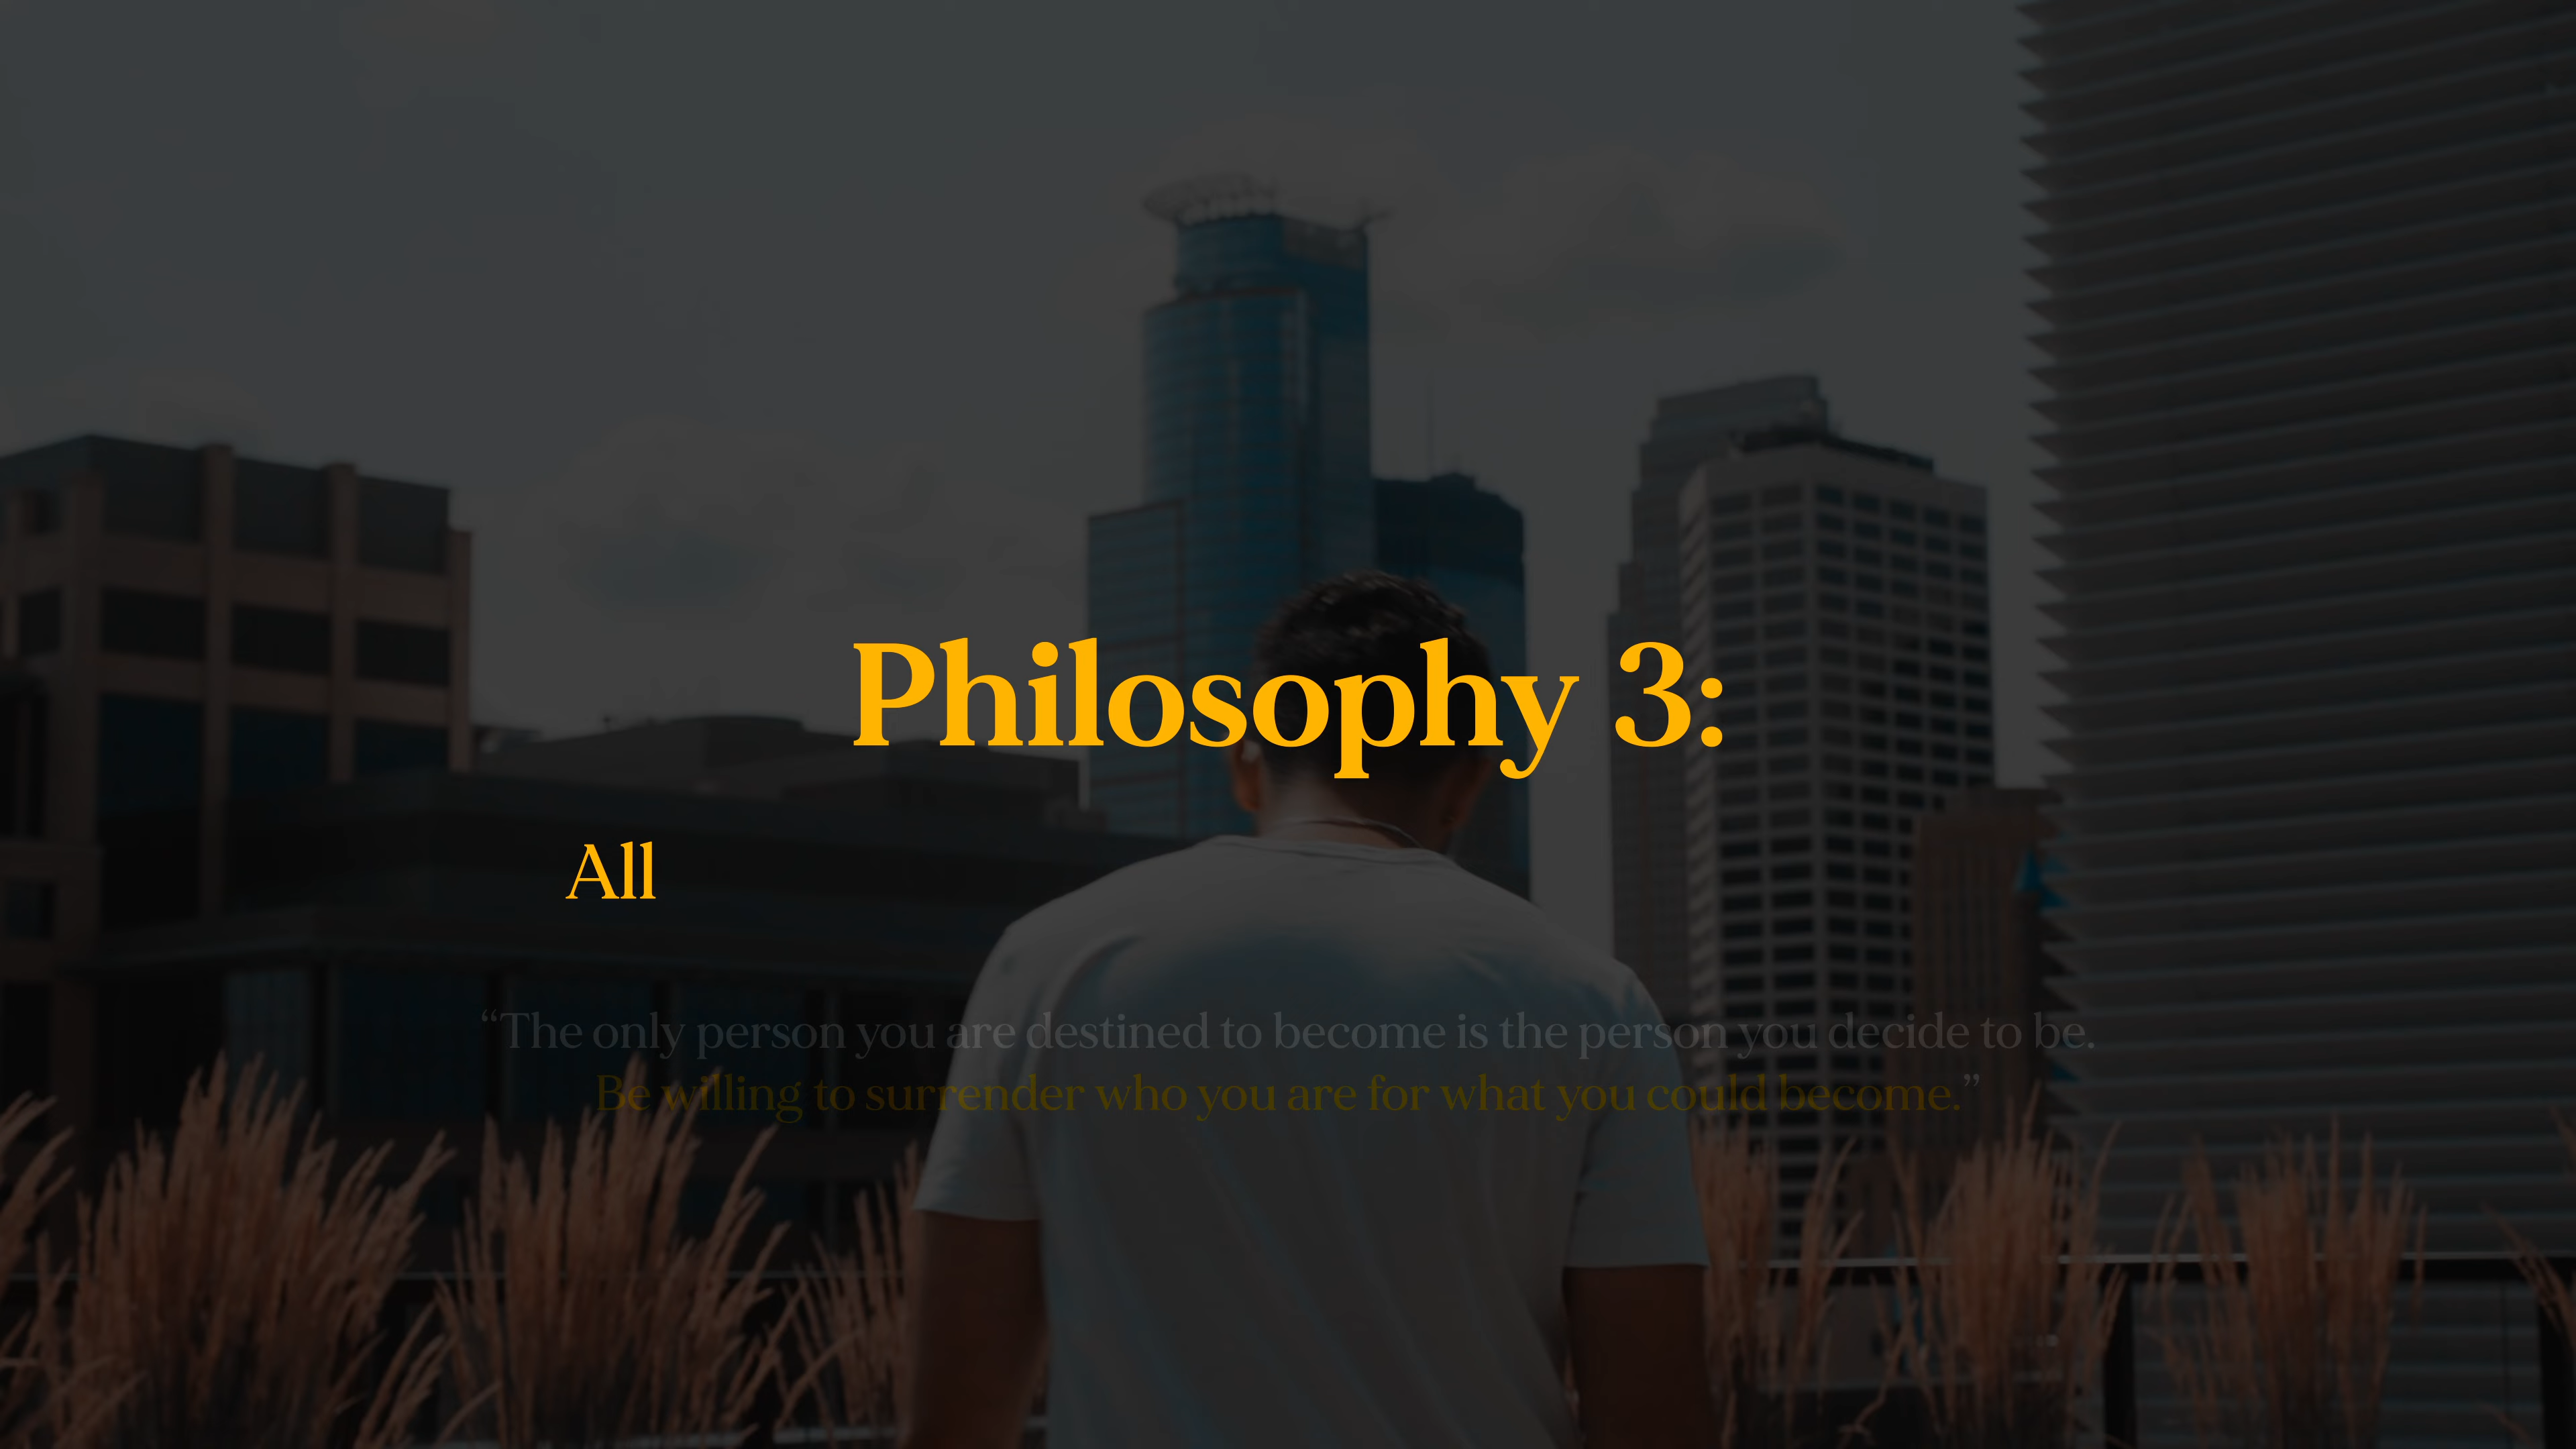 Philosophy 3:
All
“The only person you are destined to become is the person you decide to be.
Be willing to surrender who you are for what you could become.”